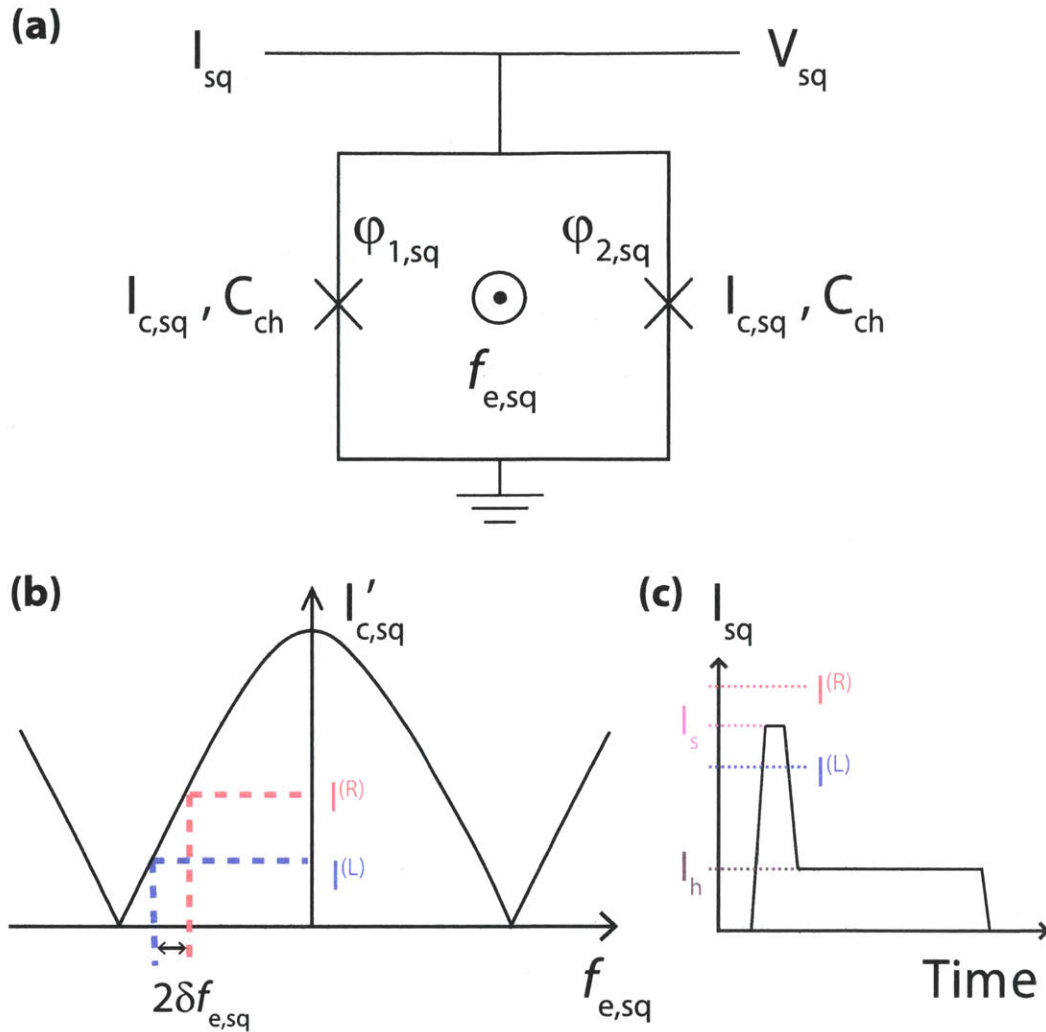 (a)
I_sq V_sq
φ_1,sq φ_2,sq
I_c,sq , C_ch I_c,sq , C_ch
f_e,sq
(b)
I'_c,sq
I^(R)
I^(L)
2δf_e,sq
f_e,sq
(c)
I_sq
I^(R)
I_s
I^(L)
I_h
Time